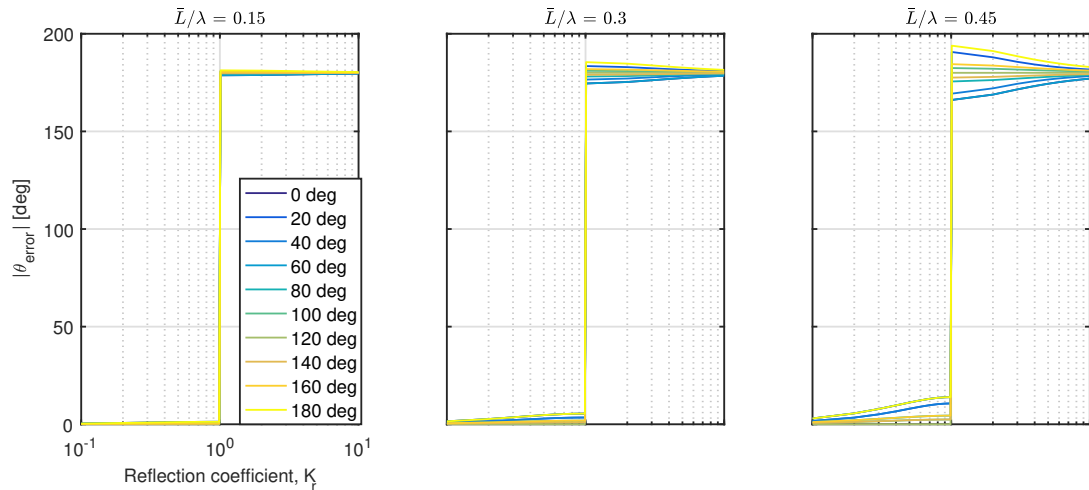 L̄/λ = 0.15
L̄/λ = 0.3
L̄/λ = 0.45
200
150
100
50
0
|θ_error| [deg]
0 deg
20 deg
40 deg
60 deg
80 deg
100 deg
120 deg
140 deg
160 deg
180 deg
10^-1
10^0
10^1
Reflection coefficient, K_r